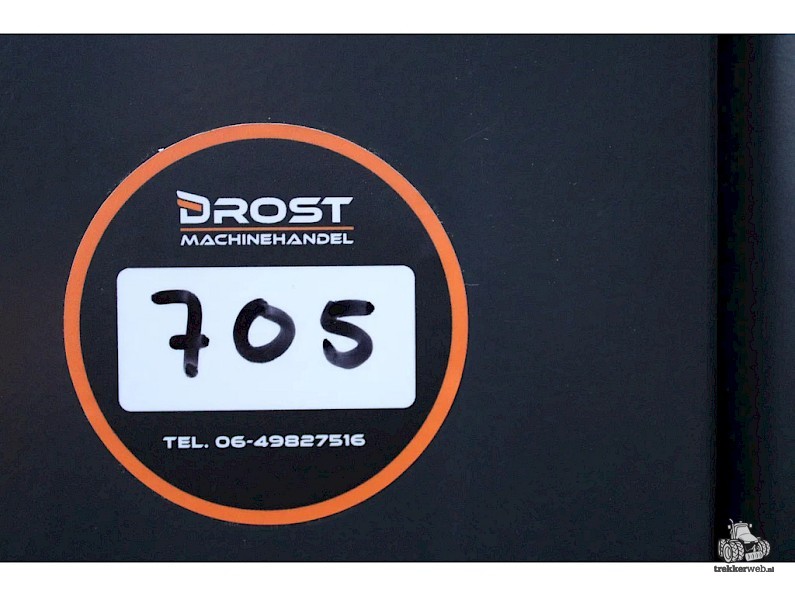 DROST
MACHINEHANDEL
705
TEL. 06-49827516
trekkerweb.nl